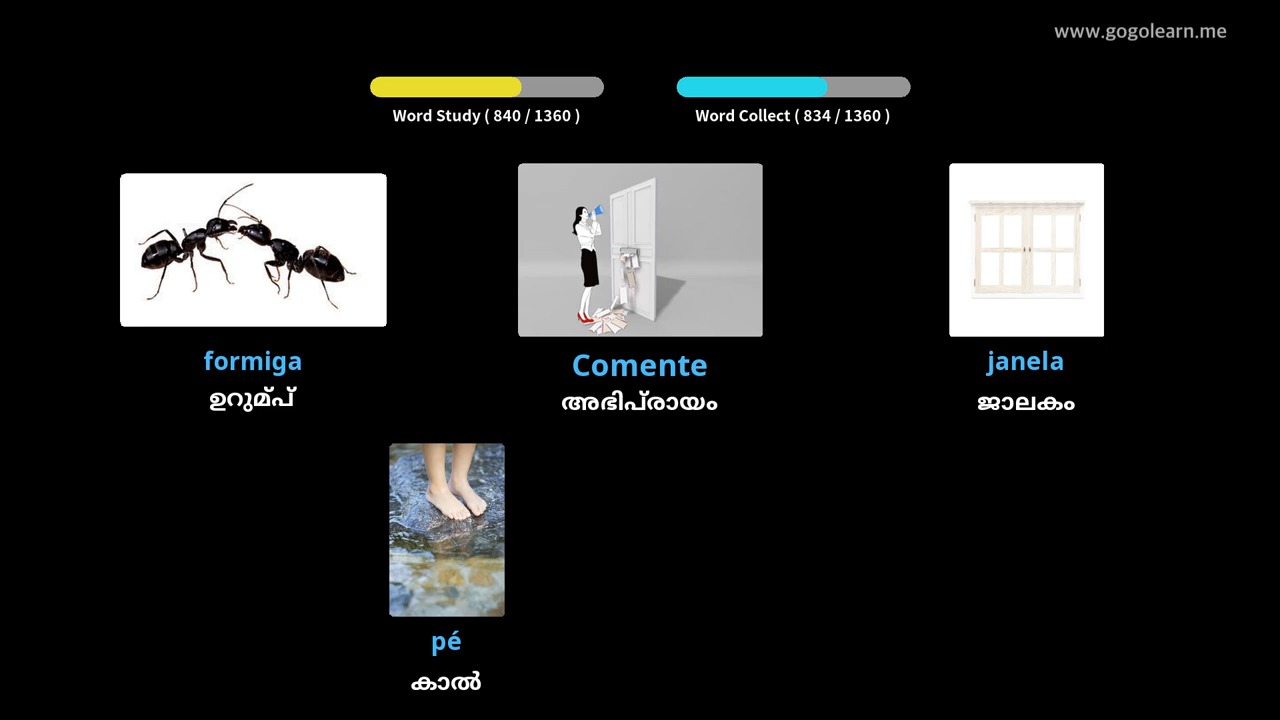 www.gogolearn.me
Word Study ( 840 / 1360 )
Word Collect ( 834 / 1360 )
formiga
ഉറുമ്പ്
Comente
അഭിപ്രായം
janela
ജാലകം
pé
കാൽ